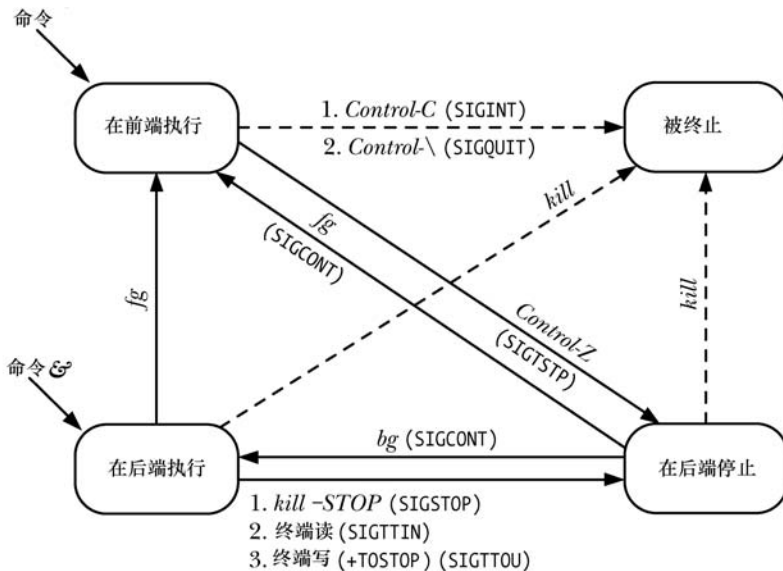 命令
在前端执行
1. Control-C (SIGINT)
2. Control-\ (SIGQUIT)
被终止
fg
(SIGCONT)
kill
fg
Control-Z
(SIGTSTP)
kill
命令 &
在后端执行
bg (SIGCONT)
在后端停止
1. kill -STOP (SIGSTOP)
2. 终端读 (SIGTTIN)
3. 终端写 (+TOSTOP) (SIGTTOU)